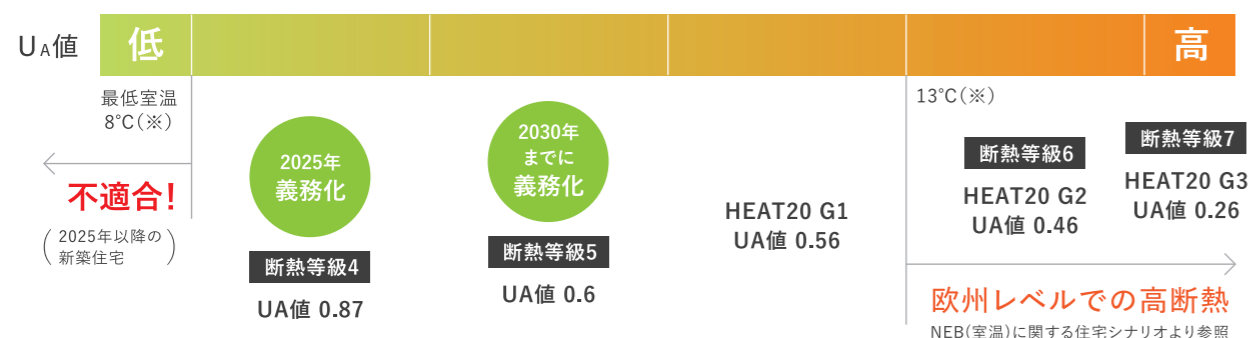 UA値
低
高
最低室温
8℃(※)
不適合！
(2025年以降の
新築住宅)
2025年
義務化
断熱等級4
UA値 0.87
2030年
までに
義務化
断熱等級5
UA値 0.6
HEAT20 G1
UA値 0.56
13℃(※)
断熱等級6
HEAT20 G2
UA値 0.46
断熱等級7
HEAT20 G3
UA値 0.26
欧州レベルでの高断熱
NEB(室温)に関する住宅シナリオより参照